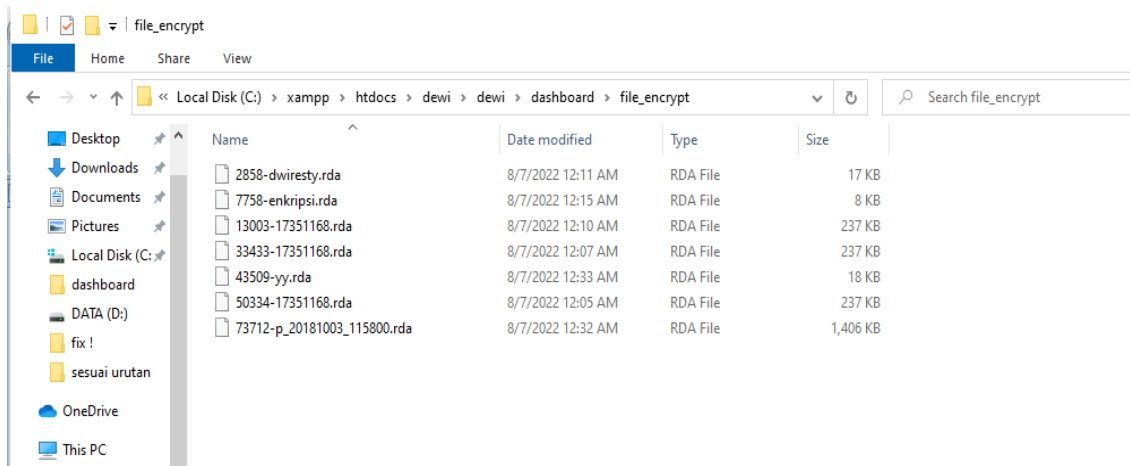 file_encrypt
File Home Share View
« Local Disk (C:) › xampp › htdocs › dewi › dewi › dashboard › file_encrypt Search file_encrypt
Desktop
Downloads
Documents
Pictures
Local Disk (C:
dashboard
DATA (D:)
fix !
sesuai urutan
OneDrive
This PC
Name Date modified Type Size
2858-dwiresty.rda 8/7/2022 12:11 AM RDA File 17 KB
7758-enkripsi.rda 8/7/2022 12:15 AM RDA File 8 KB
13003-17351168.rda 8/7/2022 12:10 AM RDA File 237 KB
33433-17351168.rda 8/7/2022 12:07 AM RDA File 237 KB
43509-yy.rda 8/7/2022 12:33 AM RDA File 18 KB
50334-17351168.rda 8/7/2022 12:05 AM RDA File 237 KB
73712-p_20181003_115800.rda 8/7/2022 12:32 AM RDA File 1,406 KB